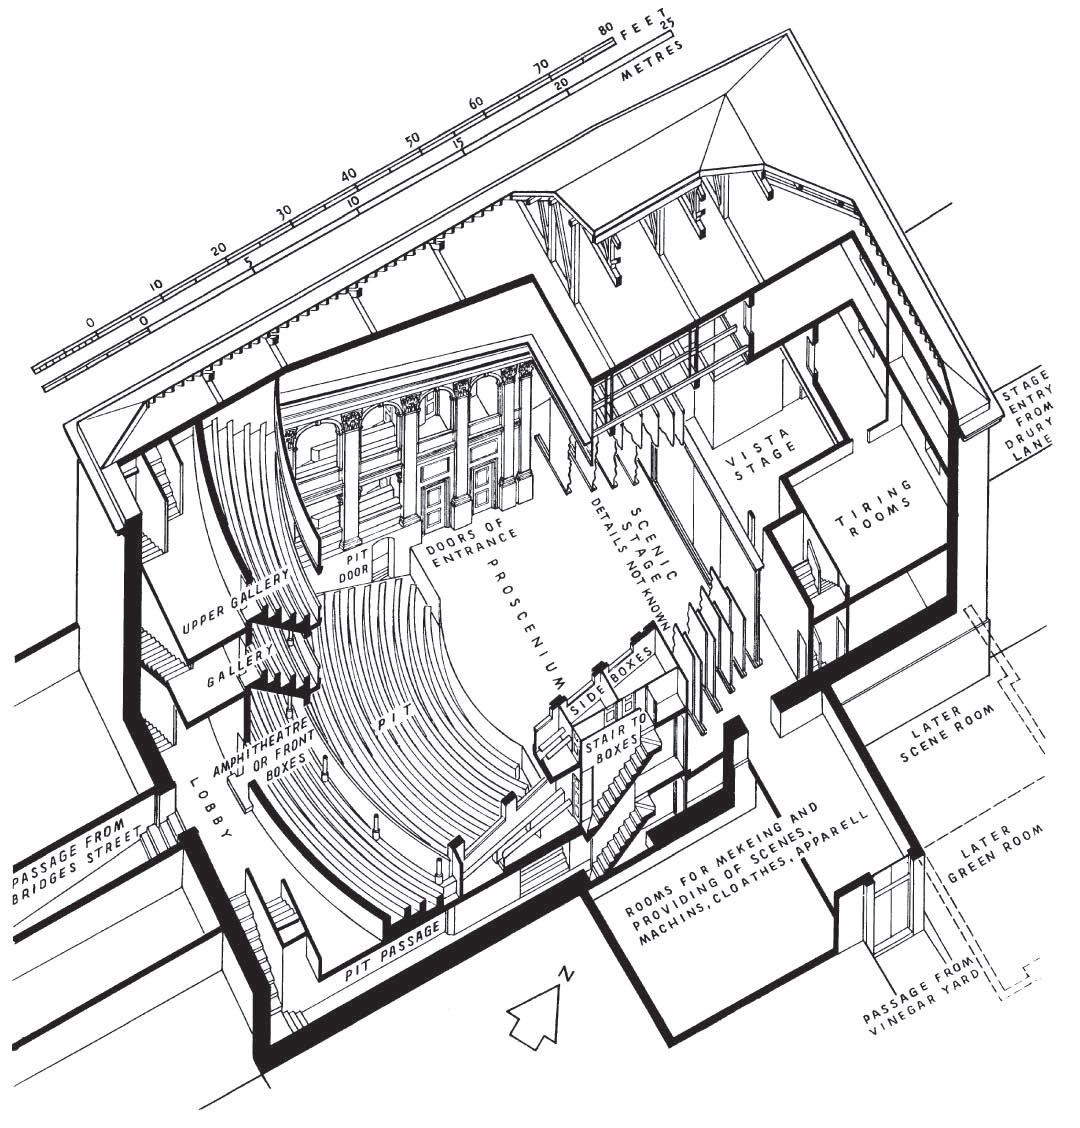 0 10 20 30 40 50 60 70 80 FEET
0 5 10 15 20 25
METRES
STAGE
ENTRY
FROM
DRURY
LANE
VISTA
STAGE
TIRING
ROOMS
DOORS OF
ENTRANCE
PIT
DOOR
SCENIC
STAGE
DETAILS NOT KNOWN
PROSCENIUM
UPPER GALLERY
GALLERY
SIDE BOXES
PIT
STAIR TO
BOXES
AMPHITHEATRE
OR FRONT
BOXES
LOBBY
LATER
SCENE ROOM
PASSAGE FROM
BRIDGES STREET
LATER
GREEN ROOM
ROOMS FOR MEKEING AND
PROVIDING OF SCENES,
MACHINS, CLOATHES, APPARELL
PIT PASSAGE
N
PASSAGE FROM
VINEGAR YARD